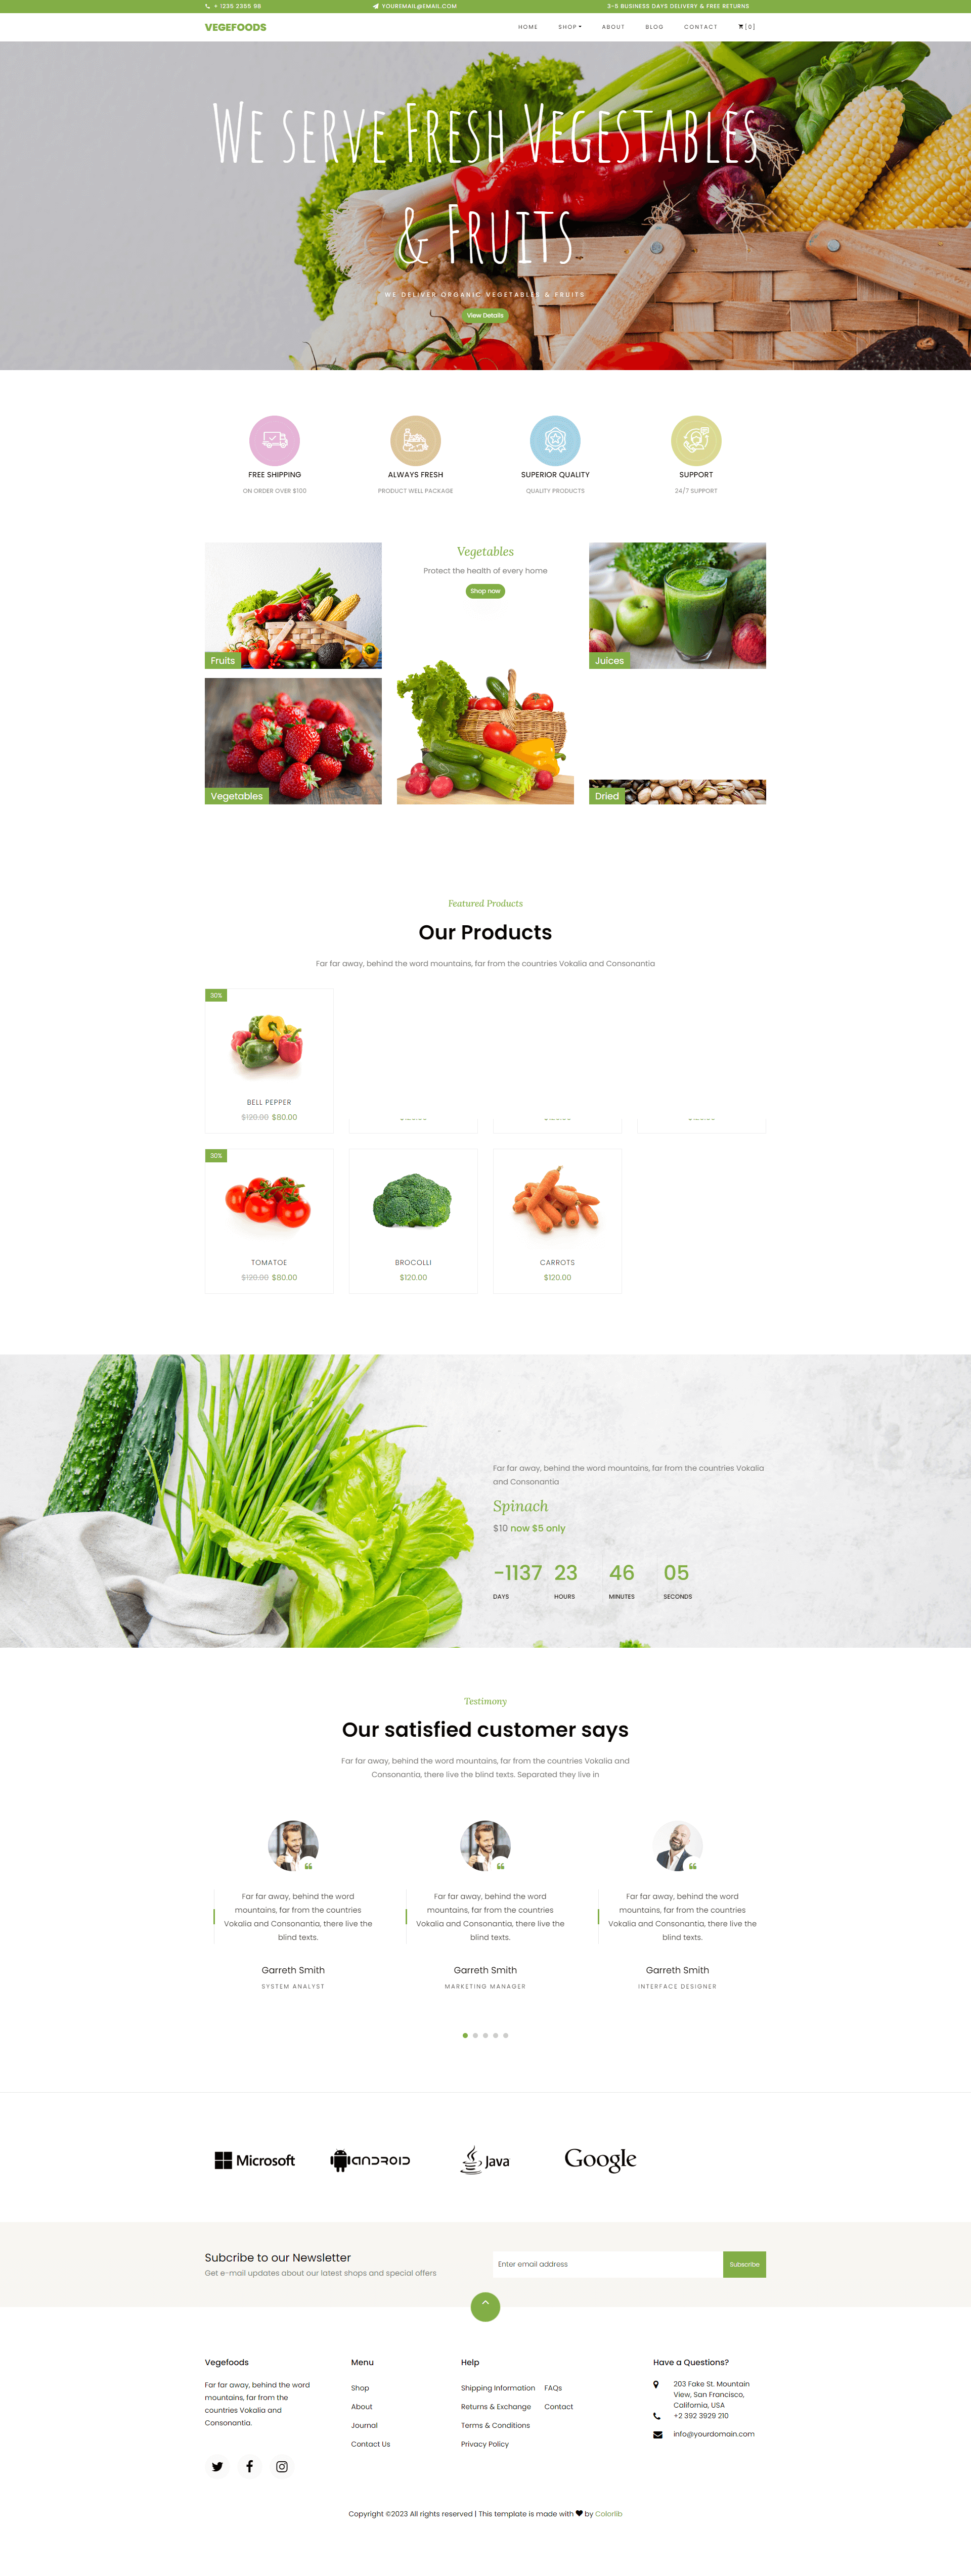 + 1235 2355 98
YOUREMAIL@EMAIL.COM
3-5 BUSINESS DAYS DELIVERY & FREE RETURNS
VEGEFOODS
HOME
SHOP
ABOUT
BLOG
CONTACT
[0]
WE SERVE FRESH VEGESTABLES
& FRUITS
WE DELIVER ORGANIC VEGETABLES & FRUITS
View Details
FREE SHIPPING
ON ORDER OVER $100
ALWAYS FRESH
PRODUCT WELL PACKAGE
SUPERIOR QUALITY
QUALITY PRODUCTS
SUPPORT
24/7 SUPPORT
Fruits
Vegetables
Vegetables
Protect the health of every home
Shop now
Juices
Dried
Featured Products
Our Products
Far far away, behind the word mountains, far from the countries Vokalia and Consonantia
30%
BELL PEPPER
$120.00 $80.00
30%
TOMATOE
$120.00 $80.00
BROCOLLI
$120.00
CARROTS
$120.00
Far far away, behind the word mountains, far from the countries Vokalia
and Consonantia
Spinach
$10 now $5 only
-1137 23 46 05
DAYS HOURS MINUTES SECONDS
Testimony
Our satisfied customer says
Far far away, behind the word mountains, far from the countries Vokalia and
Consonantia, there live the blind texts. Separated they live in
Far far away, behind the word
mountains, far from the countries
Vokalia and Consonantia, there live the
blind texts.
Garreth Smith
SYSTEM ANALYST
Far far away, behind the word
mountains, far from the countries
Vokalia and Consonantia, there live the
blind texts.
Garreth Smith
MARKETING MANAGER
Far far away, behind the word
mountains, far from the countries
Vokalia and Consonantia, there live the
blind texts.
Garreth Smith
INTERFACE DESIGNER
Microsoft
ANDROID
Java
Google
Subcribe to our Newsletter
Get e-mail updates about our latest shops and special offers
Enter email address
Subscribe
Vegefoods
Far far away, behind the word
mountains, far from the
countries Vokalia and
Consonantia.
Menu
Shop
About
Journal
Contact Us
Help
Shipping Information
Returns & Exchange
Terms & Conditions
Privacy Policy
FAQs
Contact
Have a Questions?
203 Fake St. Mountain
View, San Francisco,
California, USA
+2 392 3929 210
info@yourdomain.com
Copyright ©2023 All rights reserved | This template is made with by Colorlib